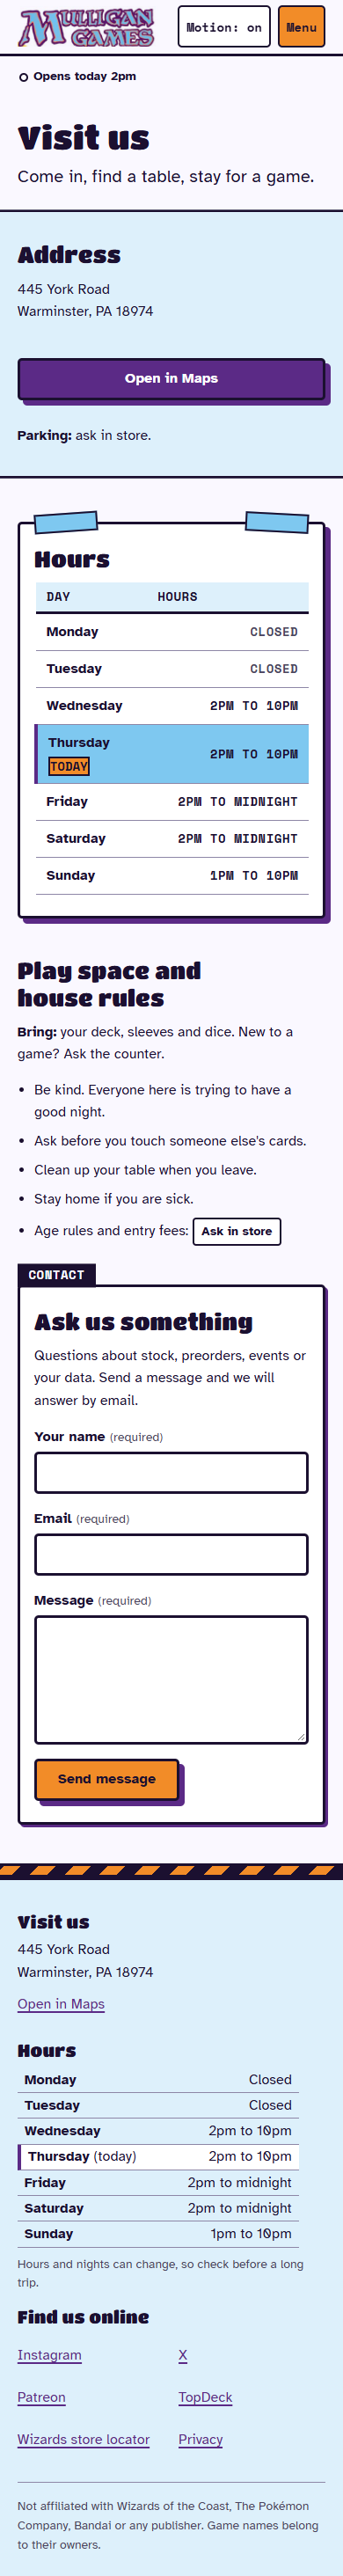 MULLIGAN GAMES
Motion: on
Menu
Opens today 2pm
Visit us
Come in, find a table, stay for a game.
Address
445 York Road
Warminster, PA 18974
Open in Maps
Parking: ask in store.
Hours
DAY HOURS
Monday CLOSED
Tuesday CLOSED
Wednesday 2PM TO 10PM
Thursday
TODAY
2PM TO 10PM
Friday 2PM TO MIDNIGHT
Saturday 2PM TO MIDNIGHT
Sunday 1PM TO 10PM
Play space and
house rules
Bring: your deck, sleeves and dice. New to a
game? Ask the counter.
• Be kind. Everyone here is trying to have a
good night.
• Ask before you touch someone else's cards.
• Clean up your table when you leave.
• Stay home if you are sick.
• Age rules and entry fees: Ask in store
CONTACT
Ask us something
Questions about stock, preorders, events or
your data. Send a message and we will
answer by email.
Your name (required)
Email (required)
Message (required)
Send message
Visit us
445 York Road
Warminster, PA 18974
Open in Maps
Hours
Monday Closed
Tuesday Closed
Wednesday 2pm to 10pm
Thursday (today) 2pm to 10pm
Friday 2pm to midnight
Saturday 2pm to midnight
Sunday 1pm to 10pm
Hours and nights can change, so check before a long
trip.
Find us online
Instagram X
Patreon TopDeck
Wizards store locator Privacy
Not affiliated with Wizards of the Coast, The Pokémon
Company, Bandai or any publisher. Game names belong
to their owners.